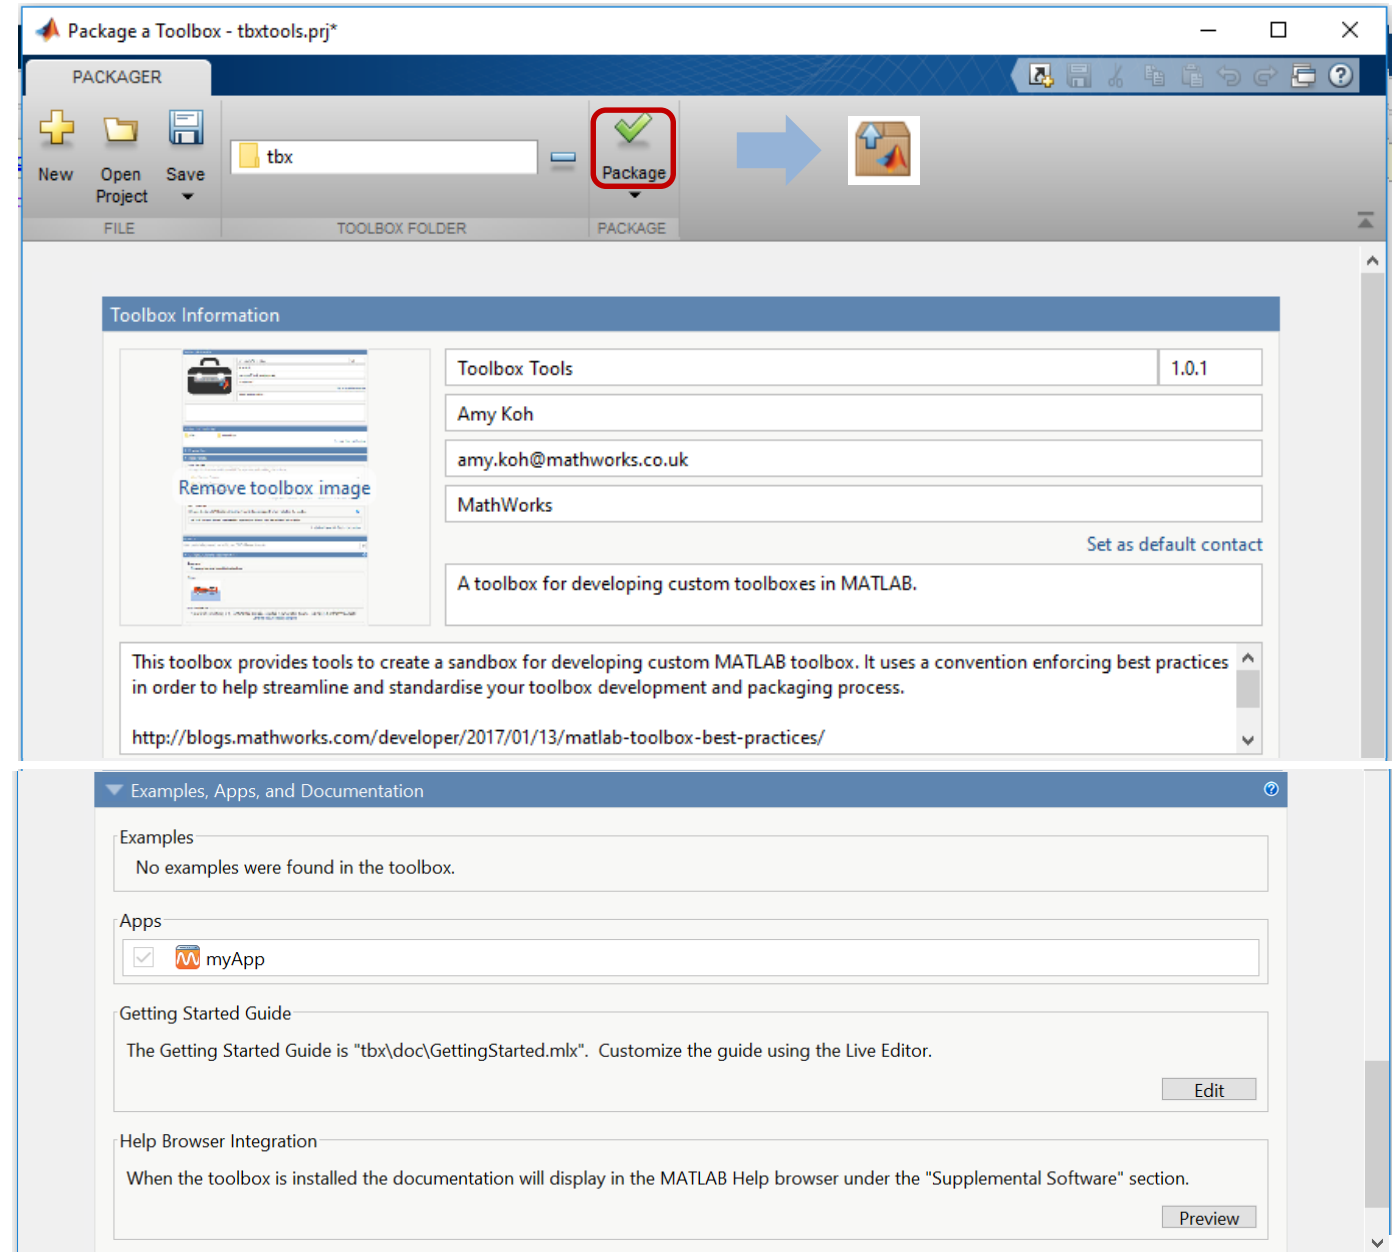 Package a Toolbox - tbxtools.prj*
PACKAGER
New
Open
Project
Save
tbx
Package
FILE
TOOLBOX FOLDER
PACKAGE
Toolbox Information
Remove toolbox image
Toolbox Tools
1.0.1
Amy Koh
amy.koh@mathworks.co.uk
MathWorks
Set as default contact
A toolbox for developing custom toolboxes in MATLAB.
This toolbox provides tools to create a sandbox for developing custom MATLAB toolbox. It uses a convention enforcing best practices
in order to help streamline and standardise your toolbox development and packaging process.
http://blogs.mathworks.com/developer/2017/01/13/matlab-toolbox-best-practices/
Examples, Apps, and Documentation
Examples
No examples were found in the toolbox.
Apps
myApp
Getting Started Guide
The Getting Started Guide is "tbx\doc\GettingStarted.mlx".  Customize the guide using the Live Editor.
Edit
Help Browser Integration
When the toolbox is installed the documentation will display in the MATLAB Help browser under the "Supplemental Software" section.
Preview